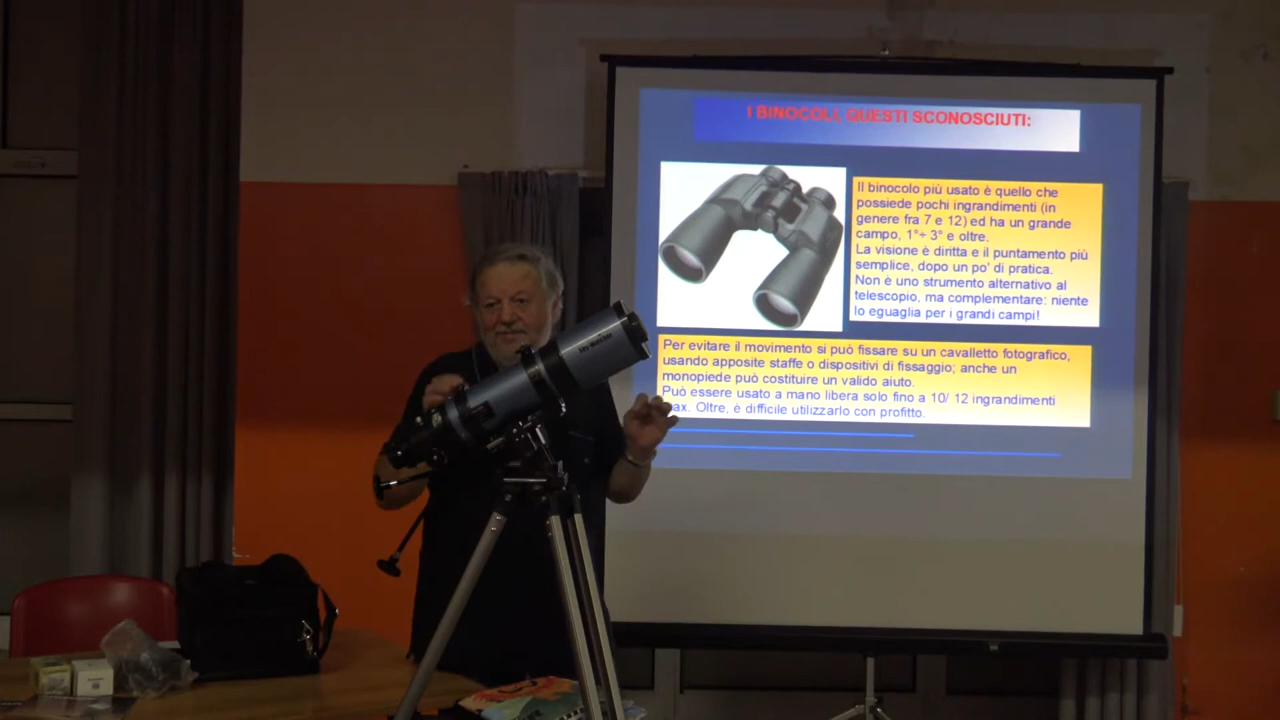 I BINOCOLI, QUESTI SCONOSCIUTI:
Il binocolo più usato è quello che
possiede pochi ingrandimenti (in
genere fra 7 e 12) ed ha un grande
campo, 1°÷ 3° e oltre.
La visione è diritta e il puntamento più
semplice, dopo un po' di pratica.
Non è uno strumento alternativo al
telescopio, ma complementare: niente
lo eguaglia per i grandi campi!
Per evitare il movimento si può fissare su un cavalletto fotografico,
usando apposite staffe o dispositivi di fissaggio; anche un
monopiede può costituire un valido aiuto.
Può essere usato a mano libera solo fino a 10/ 12 ingrandimenti
max. Oltre, è difficile utilizzarlo con profitto.
Sky-Watcher